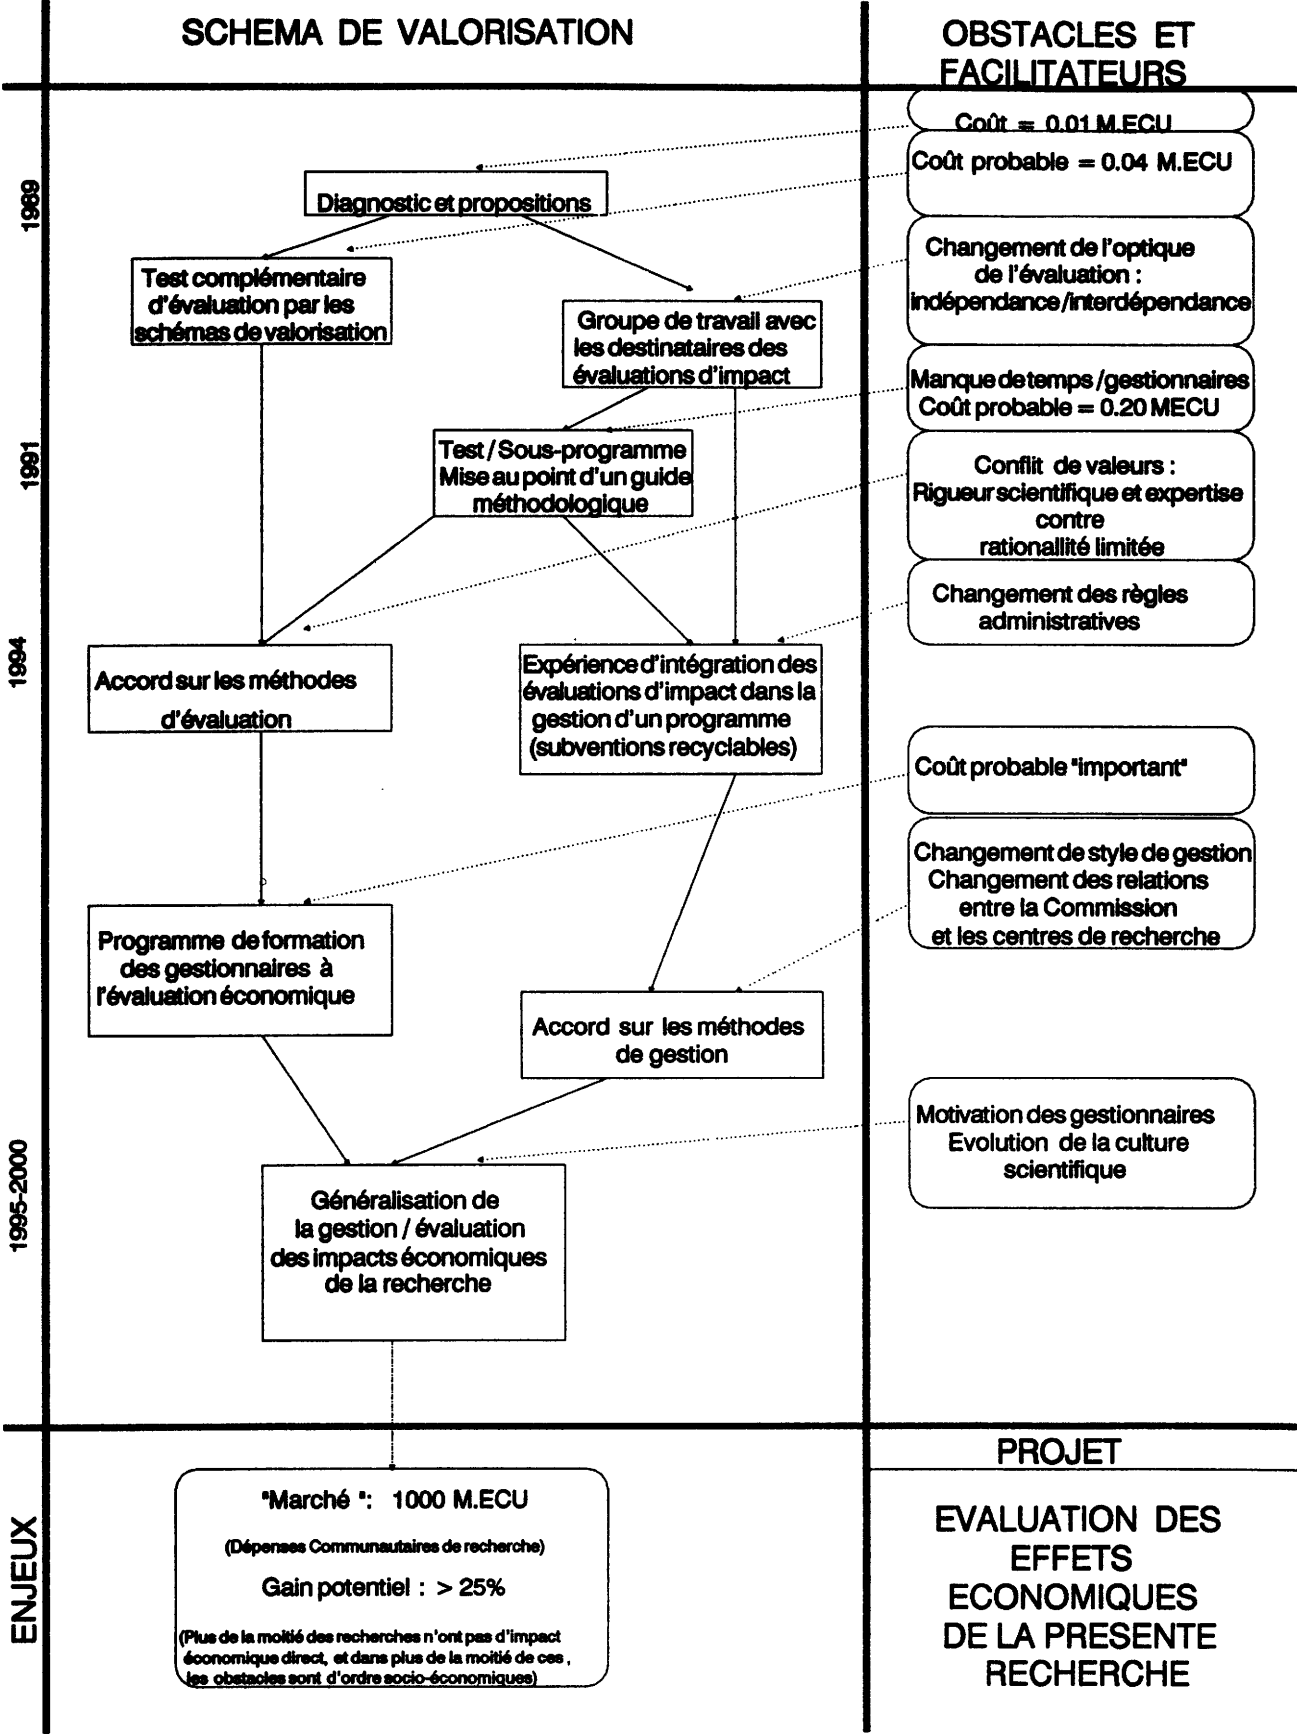 SCHEMA DE VALORISATION
OBSTACLES ET
FACILITATEURS
1989
1991
1994
1995-2000
ENJEUX
Diagnostic et propositions
Test complémentaire
d'évaluation par les
schémas de valorisation
Groupe de travail avec
les destinataires des
évaluations d'impact
Test / Sous-programme
Mise au point d'un guide
méthodologique
Accord sur les méthodes
d'évaluation
Expérience d'intégration des
évaluations d'impact dans la
gestion d'un programme
(subventions recyclables)
Programme de formation
des gestionnaires à
l'évaluation économique
Accord sur les méthodes
de gestion
Généralisation de
la gestion / évaluation
des impacts économiques
de la recherche
"Marché ": 1000 M.ECU
(Dépenses Communautaires de recherche)
Gain potentiel : > 25%
(Plus de la moitié des recherches n'ont pas d'impact
économique direct, et dans plus de la moitié de ces ,
les obstacles sont d'ordre socio-économiques)
Coût = 0.01 M.ECU
Coût probable = 0.04 M.ECU
Changement de l'optique
de l'évaluation :
indépendance/interdépendance
Manque de temps /gestionnaires
Coût probable = 0.20 MECU
Conflit de valeurs :
Rigueur scientifique et expertise
contre
rationallité limitée
Changement des règles
administratives
Coût probable "important"
Changement de style de gestion
Changement des relations
entre la Commission
et les centres de recherche
Motivation des gestionnaires
Evolution de la culture
scientifique
PROJET
EVALUATION DES
EFFETS
ECONOMIQUES
DE LA PRESENTE
RECHERCHE